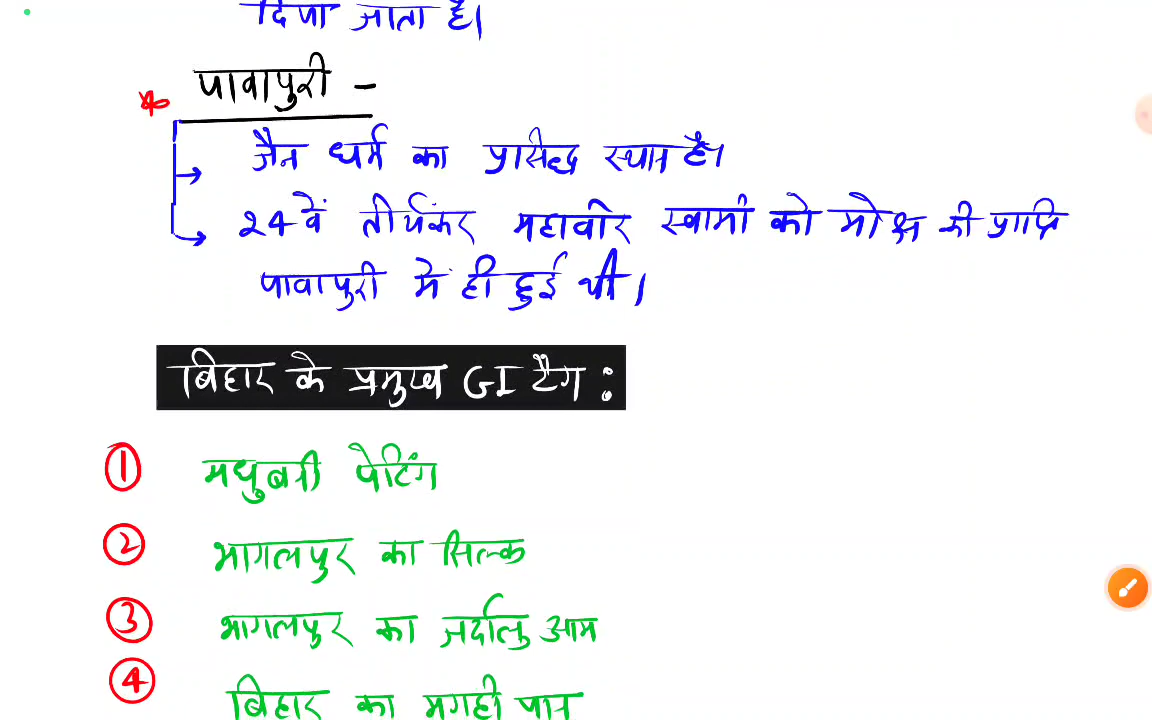 दिया जाता है।
पावापुरी -
जैन धर्म का प्रसिद्ध स्थान है।
24वें तीर्थंकर महावीर स्वामी को मोक्ष की प्राप्ति
पावापुरी में ही हुई थी।
बिहार के प्रमुख GI टैग :
① मधुबनी पेंटिंग
② भागलपुर का सिल्क
③ भागलपुर का जर्दालु आम
④ बिहार का मगही पान